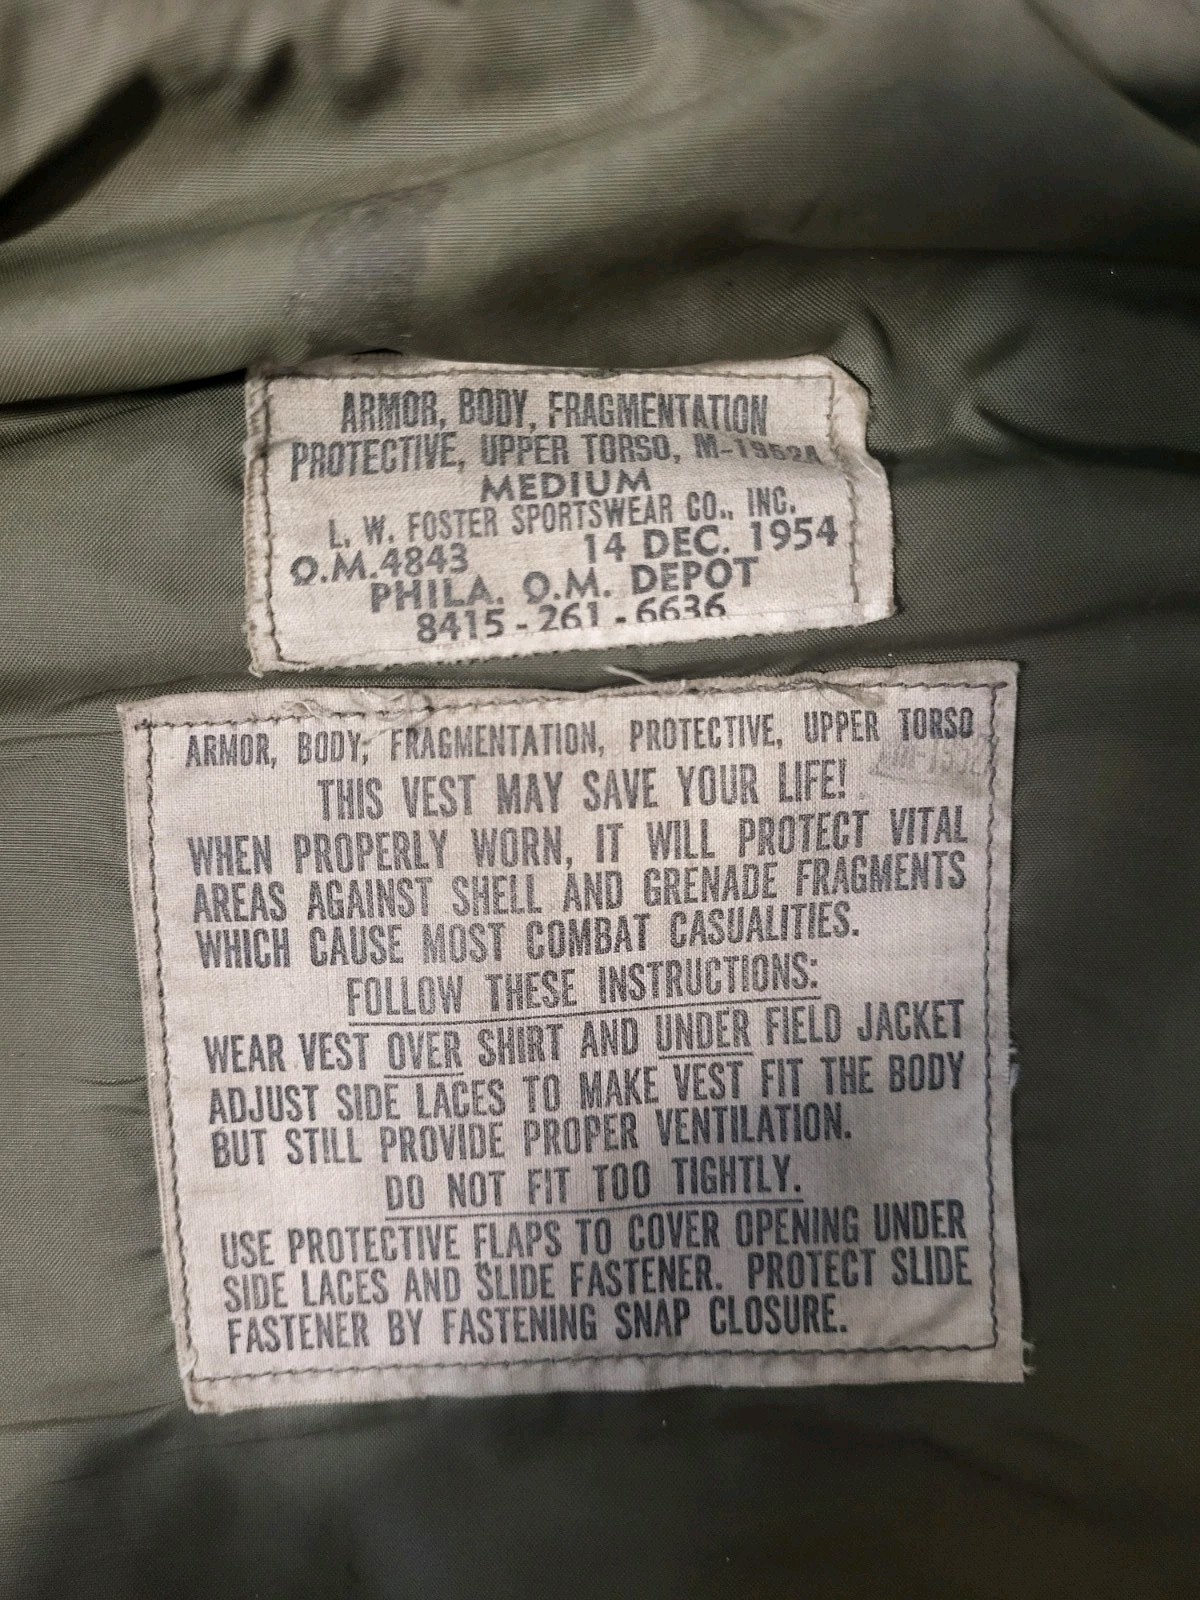 ARMOR, BODY, FRAGMENTATION
PROTECTIVE, UPPER TORSO, M-1952A
MEDIUM
L. W. FOSTER SPORTSWEAR CO., INC.
Q.M.4843 14 DEC. 1954
PHILA. Q.M. DEPOT
8415 - 261 - 6636
ARMOR, BODY, FRAGMENTATION, PROTECTIVE, UPPER TORSO
THIS VEST MAY SAVE YOUR LIFE!
WHEN PROPERLY WORN, IT WILL PROTECT VITAL
AREAS AGAINST SHELL AND GRENADE FRAGMENTS
WHICH CAUSE MOST COMBAT CASUALITIES.
FOLLOW THESE INSTRUCTIONS:
WEAR VEST OVER SHIRT AND UNDER FIELD JACKET
ADJUST SIDE LACES TO MAKE VEST FIT THE BODY
BUT STILL PROVIDE PROPER VENTILATION.
DO NOT FIT TOO TIGHTLY.
USE PROTECTIVE FLAPS TO COVER OPENING UNDER
SIDE LACES AND SLIDE FASTENER. PROTECT SLIDE
FASTENER BY FASTENING SNAP CLOSURE.